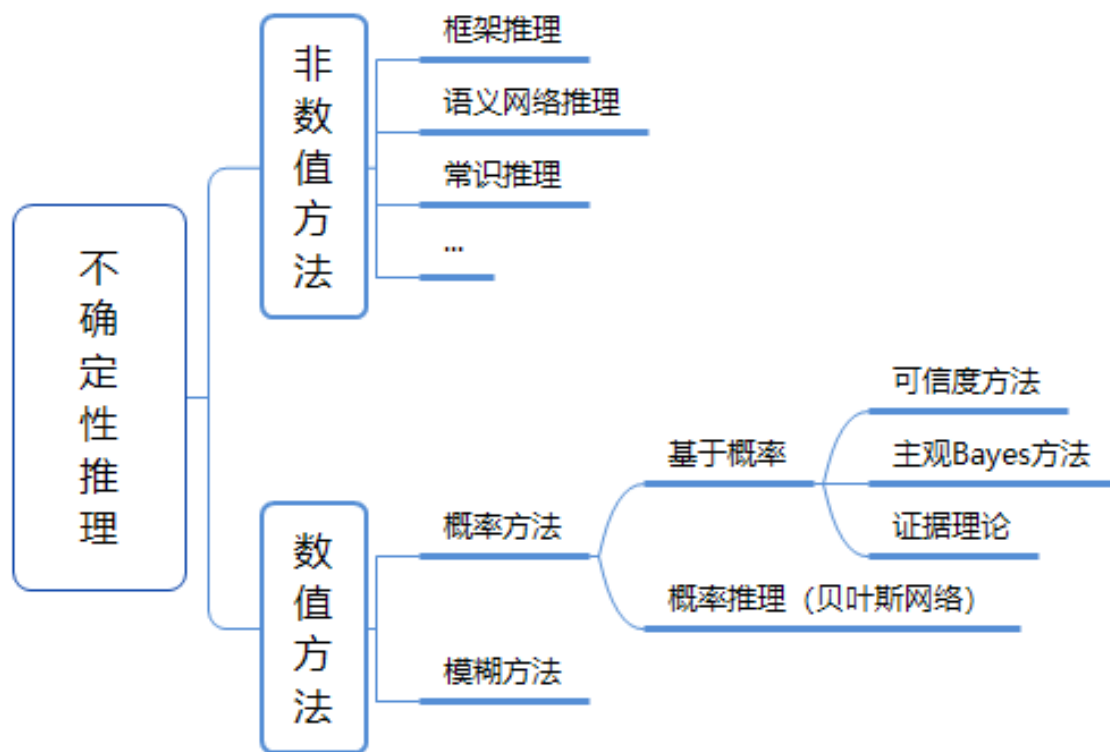 不确定性推理
非数值方法
框架推理
语义网络推理
常识推理
...
数值方法
概率方法
基于概率
可信度方法
主观Bayes方法
证据理论
概率推理（贝叶斯网络）
模糊方法